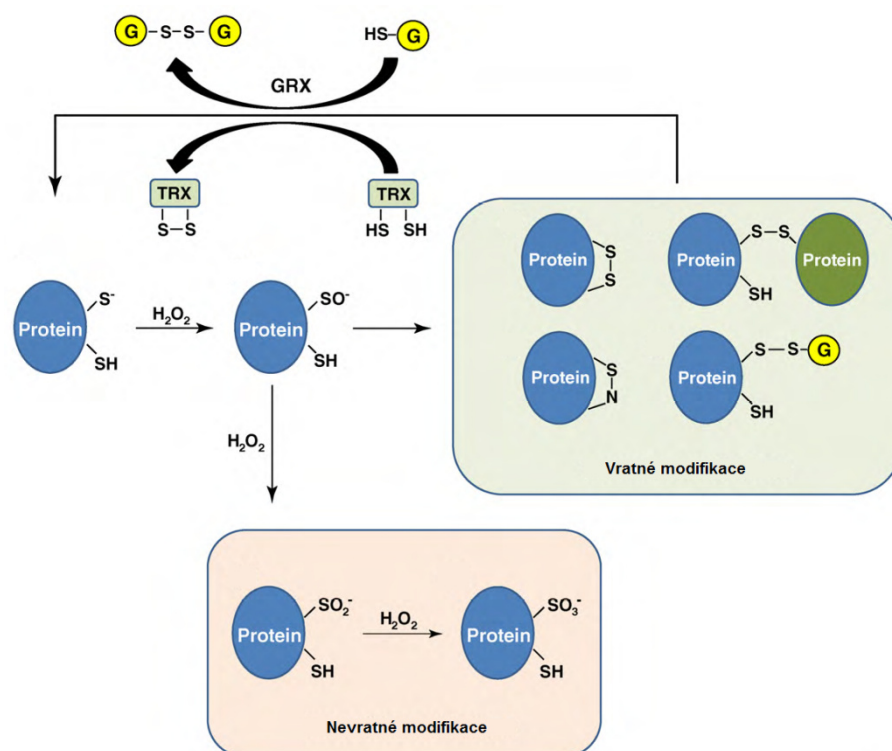 G–S–S–G
HS–G
GRX
TRX
S–S
TRX
HS SH
Protein
S⁻
SH
H₂O₂
Protein
SO⁻
SH
H₂O₂
Protein
S
S
Protein
S–S
Protein
SH
Protein
S
N
Protein
S–S–G
SH
Vratné modifikace
Protein
SO₂⁻
SH
H₂O₂
Protein
SO₃⁻
SH
Nevratné modifikace